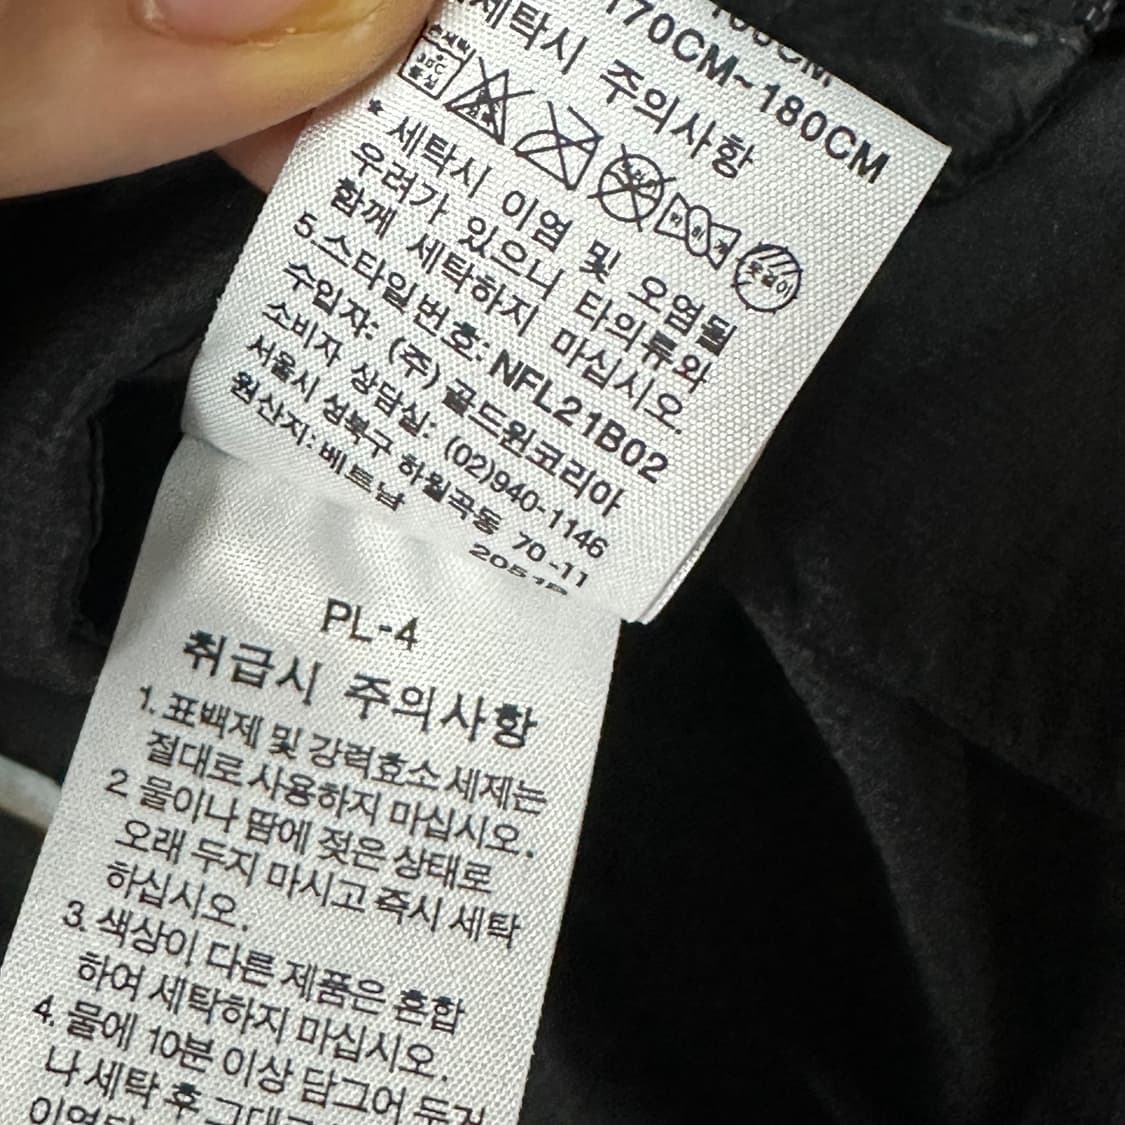 170CM~180CM
세탁시 주의사항
* 세탁시 이염 및 오염될
우려가 있으니 타의류와
함께 세탁하지 마십시오.
5.스타일번호: NFL21B02
수입자: (주) 골드윈코리아
소비자 상담실: (02)940-1146
서울시 성북구 하월곡동 70-11
원산지: 베트남
PL-4
취급시 주의사항
1. 표백제 및 강력효소 세제는
절대로 사용하지 마십시오.
2 물이나 땀에 젖은 상태로
오래 두지 마시고 즉시 세탁
하십시오.
3. 색상이 다른 제품은 혼합
하여 세탁하지 마십시오.
4. 물에 10분 이상 담그어 두거
나 세탁 후 그대로